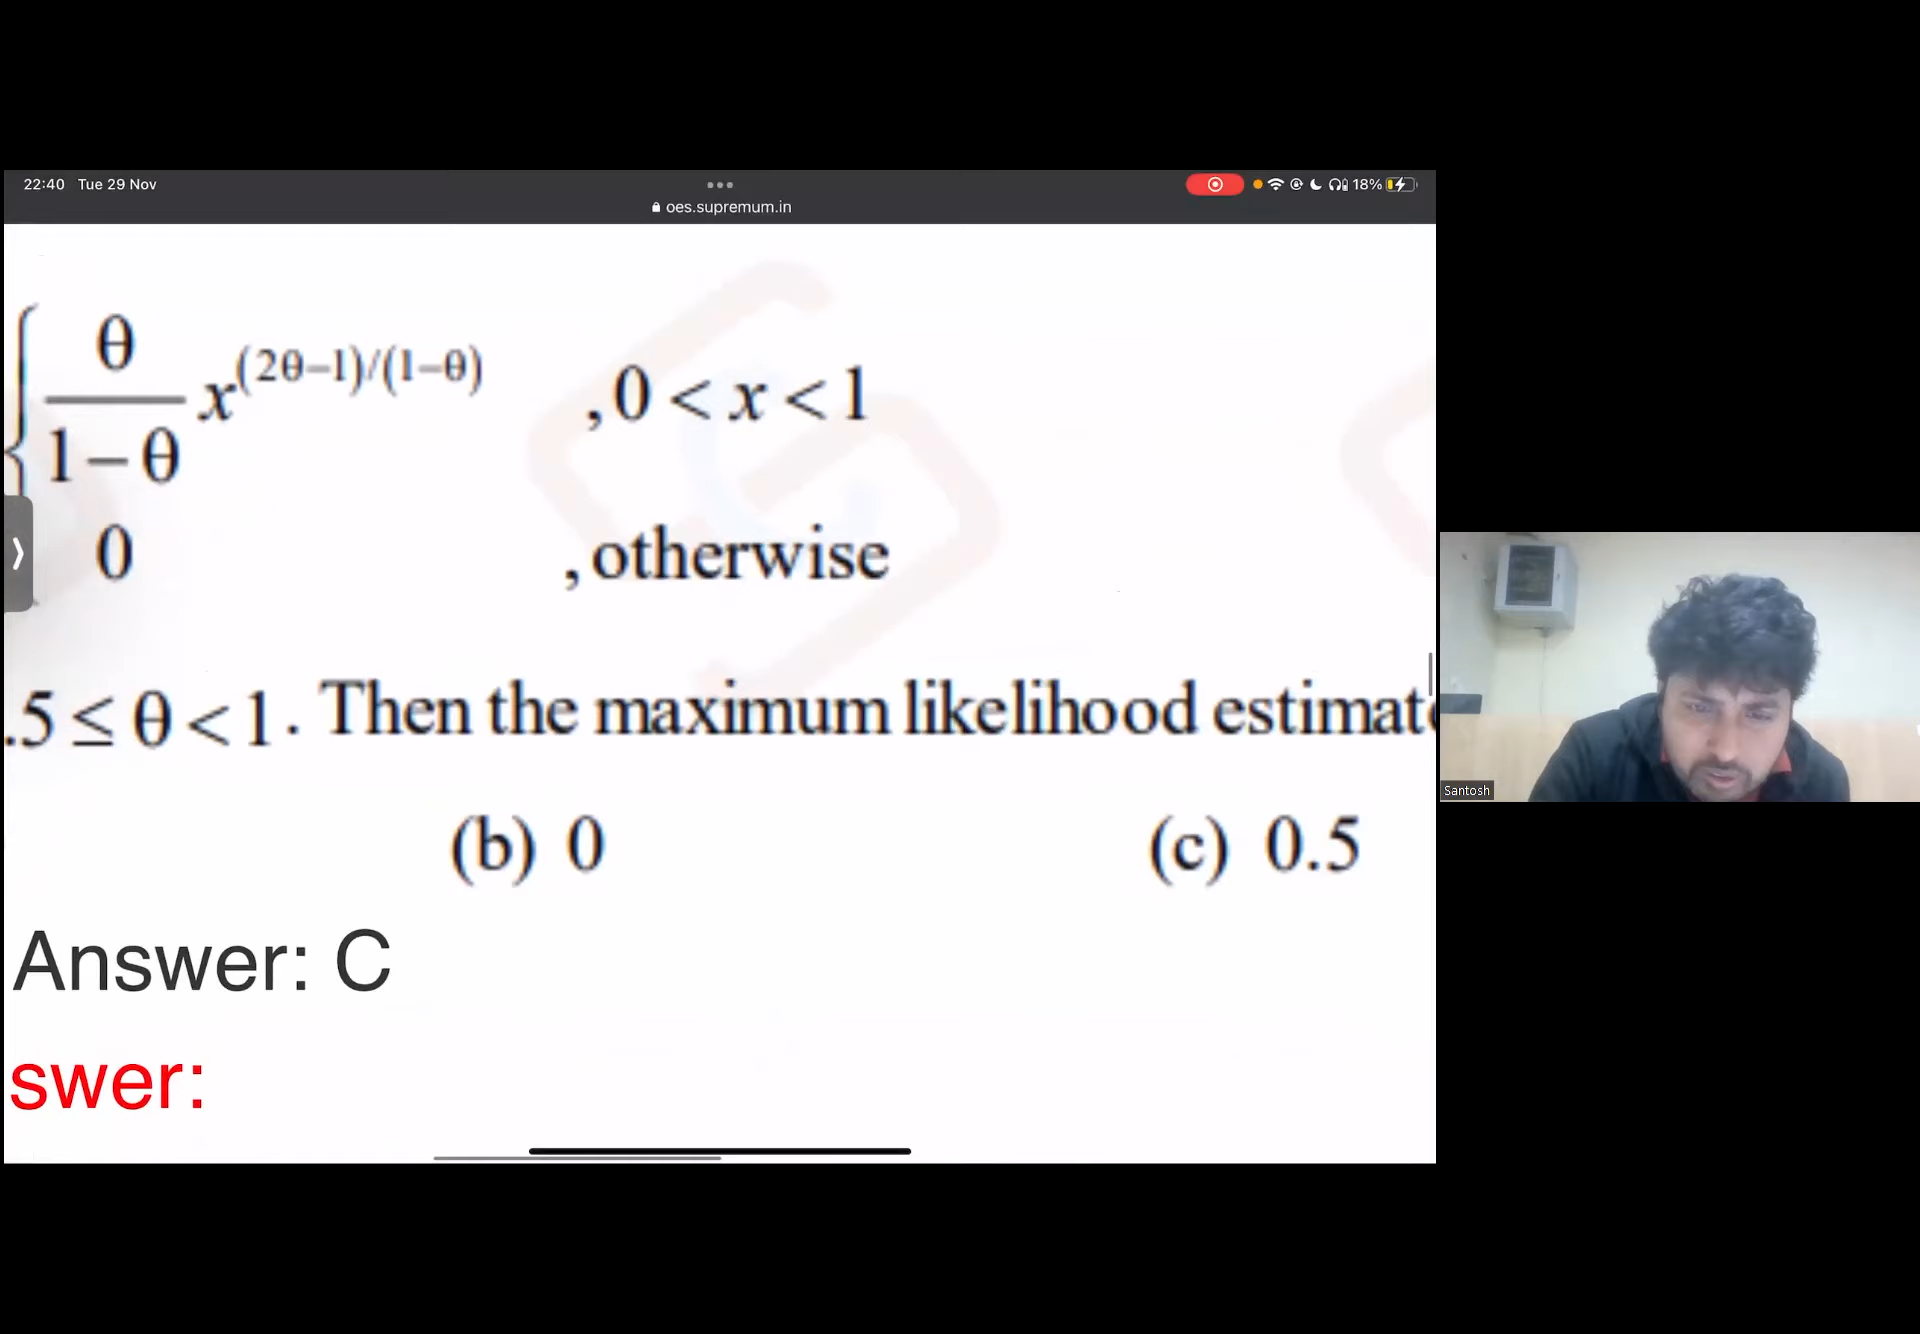 22:40 Tue 29 Nov
18%
oes.supremum.in
θ
1−θ
x^(2θ−1)/(1−θ) , 0 < x < 1
0 , otherwise
.5 ≤ θ < 1. Then the maximum likelihood estimate
(b) 0 (c) 0.5
Answer: C
swer:
Santosh